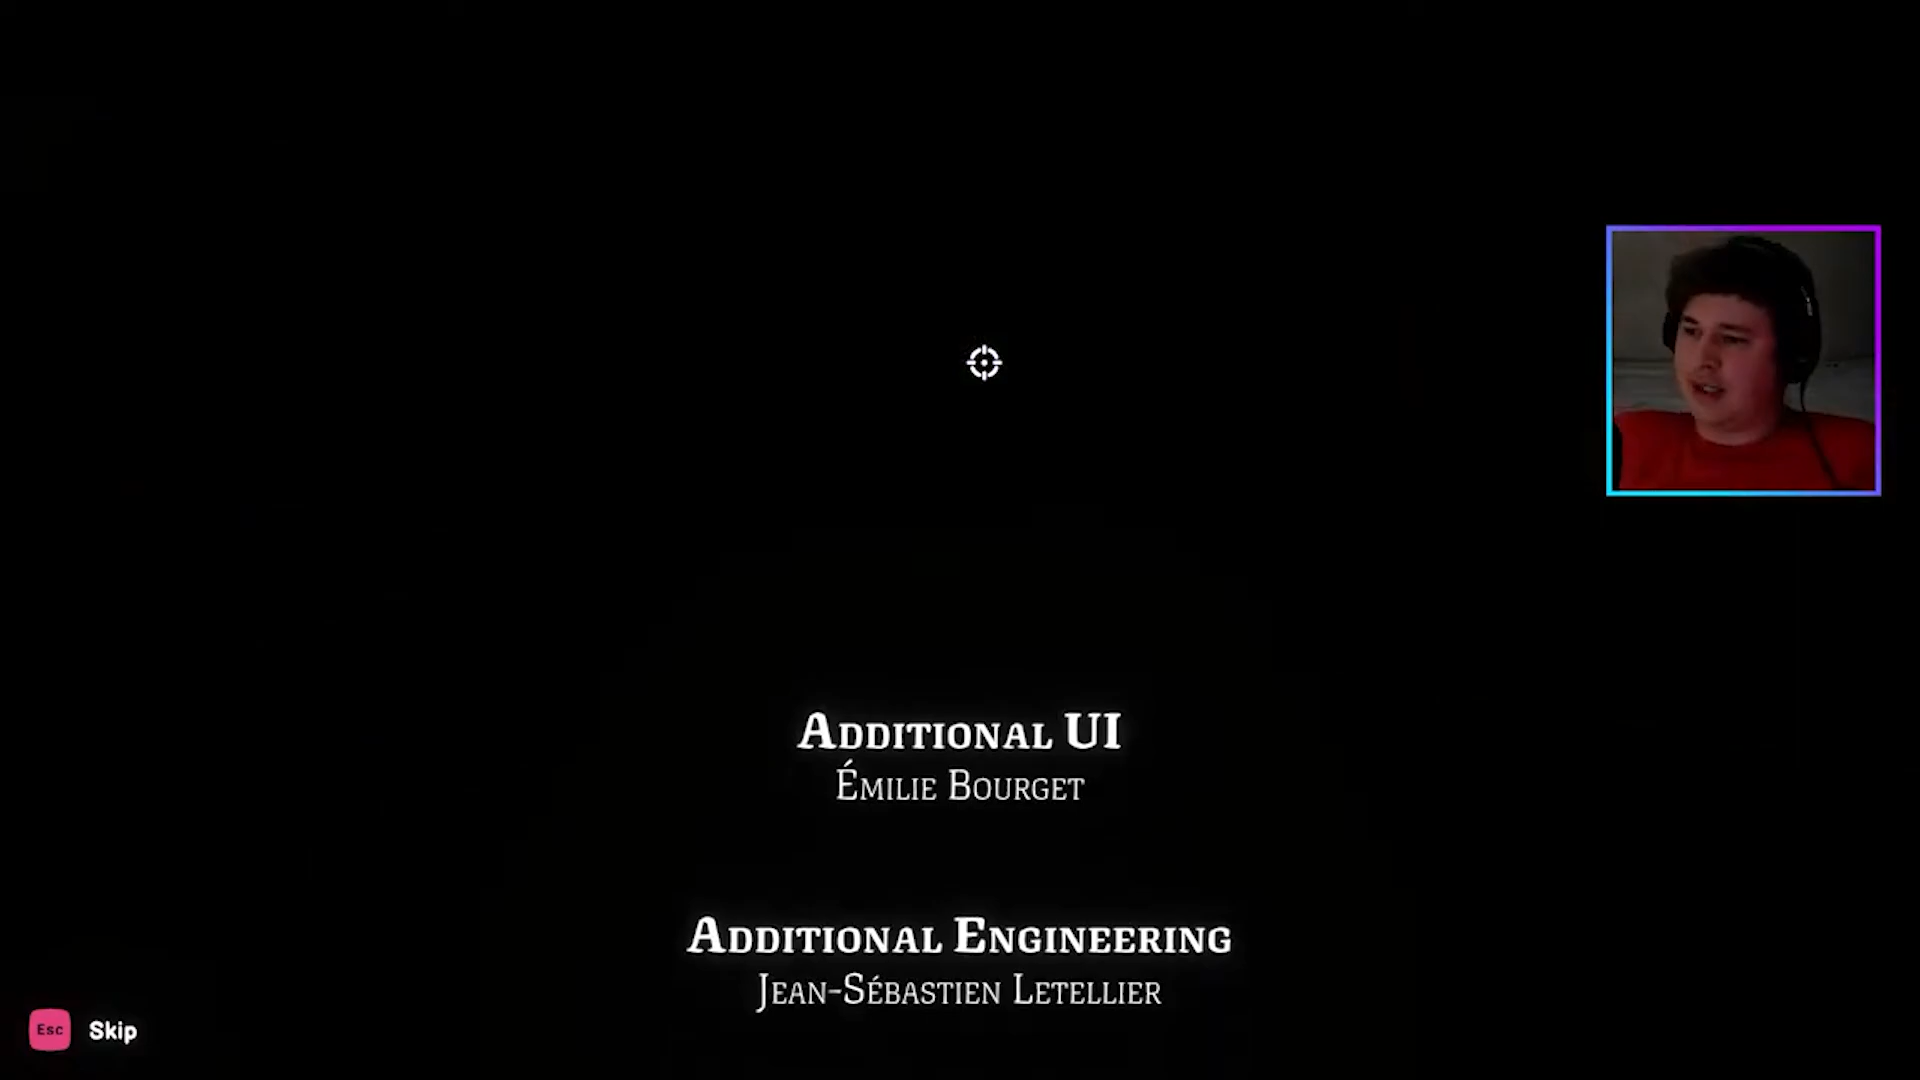 Additional UI
Émilie Bourget
Additional Engineering
Jean-Sébastien Letellier
Esc Skip